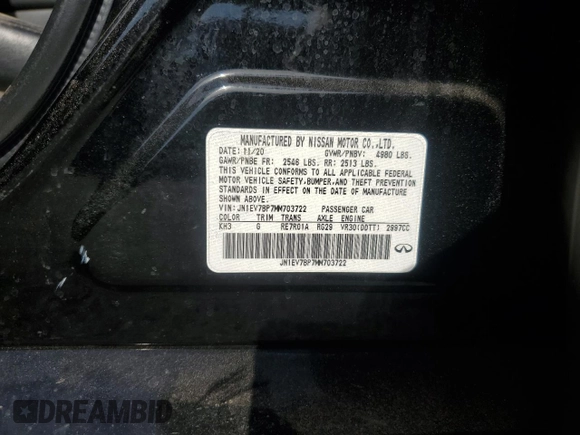 MANUFACTURED BY NISSAN MOTOR CO.,LTD.
DATE: 11/20 GVWR/PNBV: 4980 LBS.
GAWR/PNBE FR: 2546 LBS. RR: 2513 LBS.
THIS VEHICLE CONFORMS TO ALL APPLICABLE FEDERAL
MOTOR VEHICLE SAFETY,BUMPER,AND THEFT PREVENTION
STANDARDS IN EFFECT ON THE DATE OF MANUFACTURE
SHOWN ABOVE.
VIN: JN1EV7BP7MM703722 PASSENGER CAR
COLOR TRIM TRANS AXLE ENGINE
KH3 G RE7R01A RG29 VR30(DDTT) 2997CC
JN1EV7BP7MM703722
DREAMBID